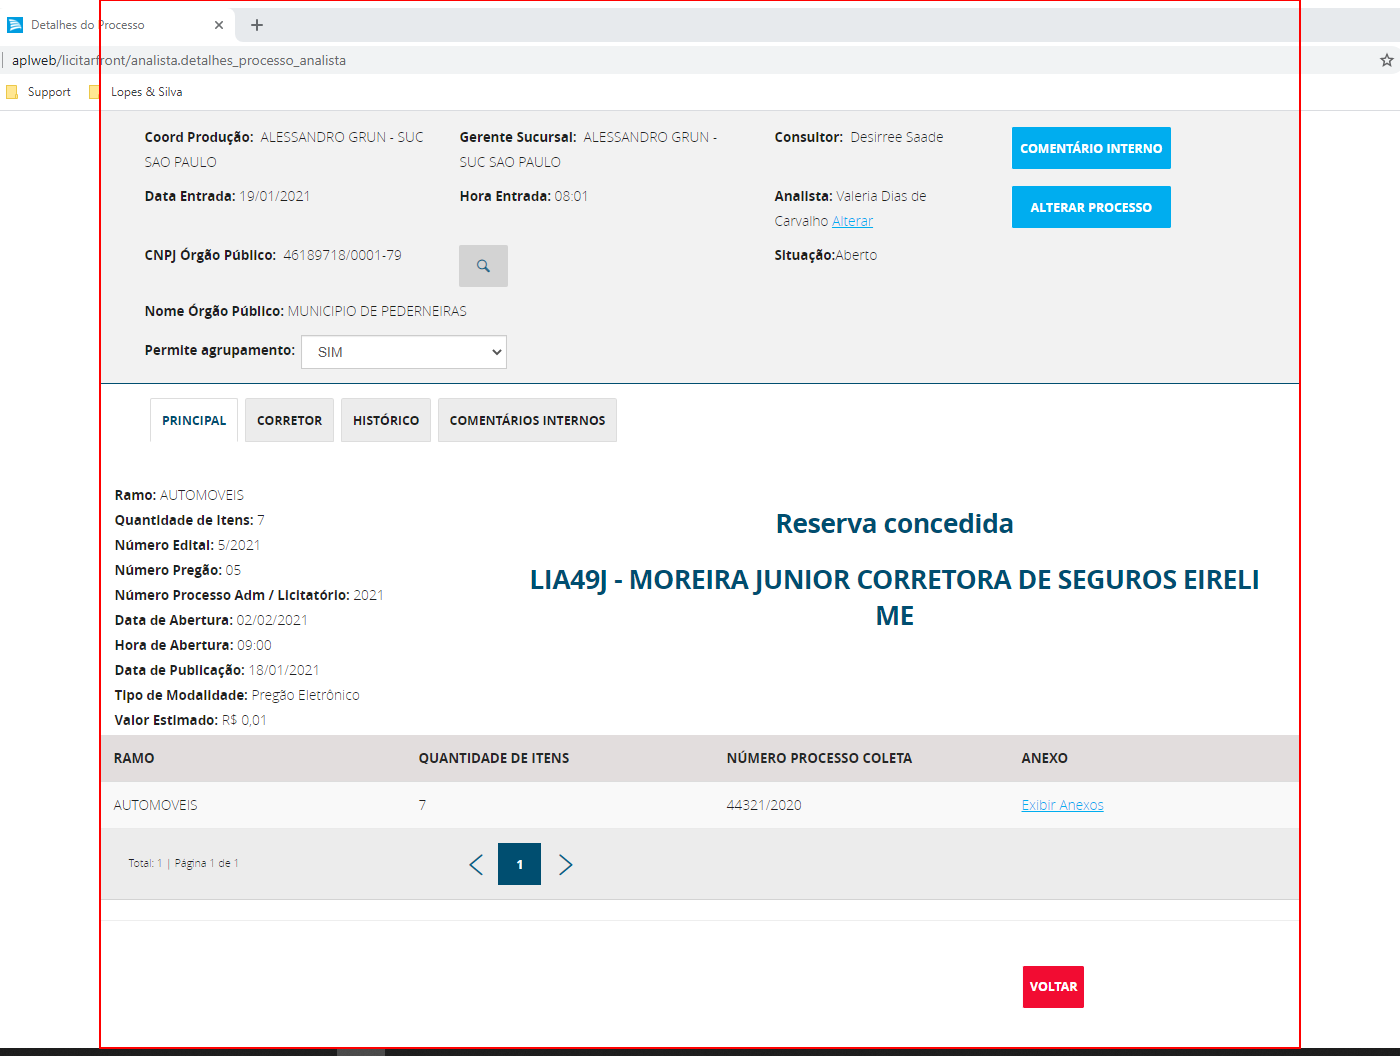 Detalhes do Processo
aplweb/licitarfront/analista.detalhes_processo_analista
Support Lopes & Silva
Coord Produção: ALESSANDRO GRUN - SUC SAO PAULO
Gerente Sucursal: ALESSANDRO GRUN - SUC SAO PAULO
Consultor: Desirree Saade
COMENTÁRIO INTERNO
Data Entrada: 19/01/2021
Hora Entrada: 08:01
Analista: Valeria Dias de Carvalho Alterar
ALTERAR PROCESSO
CNPJ Órgão Público: 46189718/0001-79
Situação:Aberto
Nome Órgão Público: MUNICIPIO DE PEDERNEIRAS
Permite agrupamento: SIM
PRINCIPAL CORRETOR HISTÓRICO COMENTÁRIOS INTERNOS
Ramo: AUTOMOVEIS
Quantidade de Itens: 7
Número Edital: 5/2021
Número Pregão: 05
Número Processo Adm / Licitatório: 2021
Data de Abertura: 02/02/2021
Hora de Abertura: 09:00
Data de Publicação: 18/01/2021
Tipo de Modalidade: Pregão Eletrônico
Valor Estimado: R$ 0,01
Reserva concedida
LIA49J - MOREIRA JUNIOR CORRETORA DE SEGUROS EIRELI
ME
RAMO QUANTIDADE DE ITENS NÚMERO PROCESSO COLETA ANEXO
AUTOMOVEIS 7 44321/2020 Exibir Anexos
Total: 1 | Página 1 de 1
1
VOLTAR